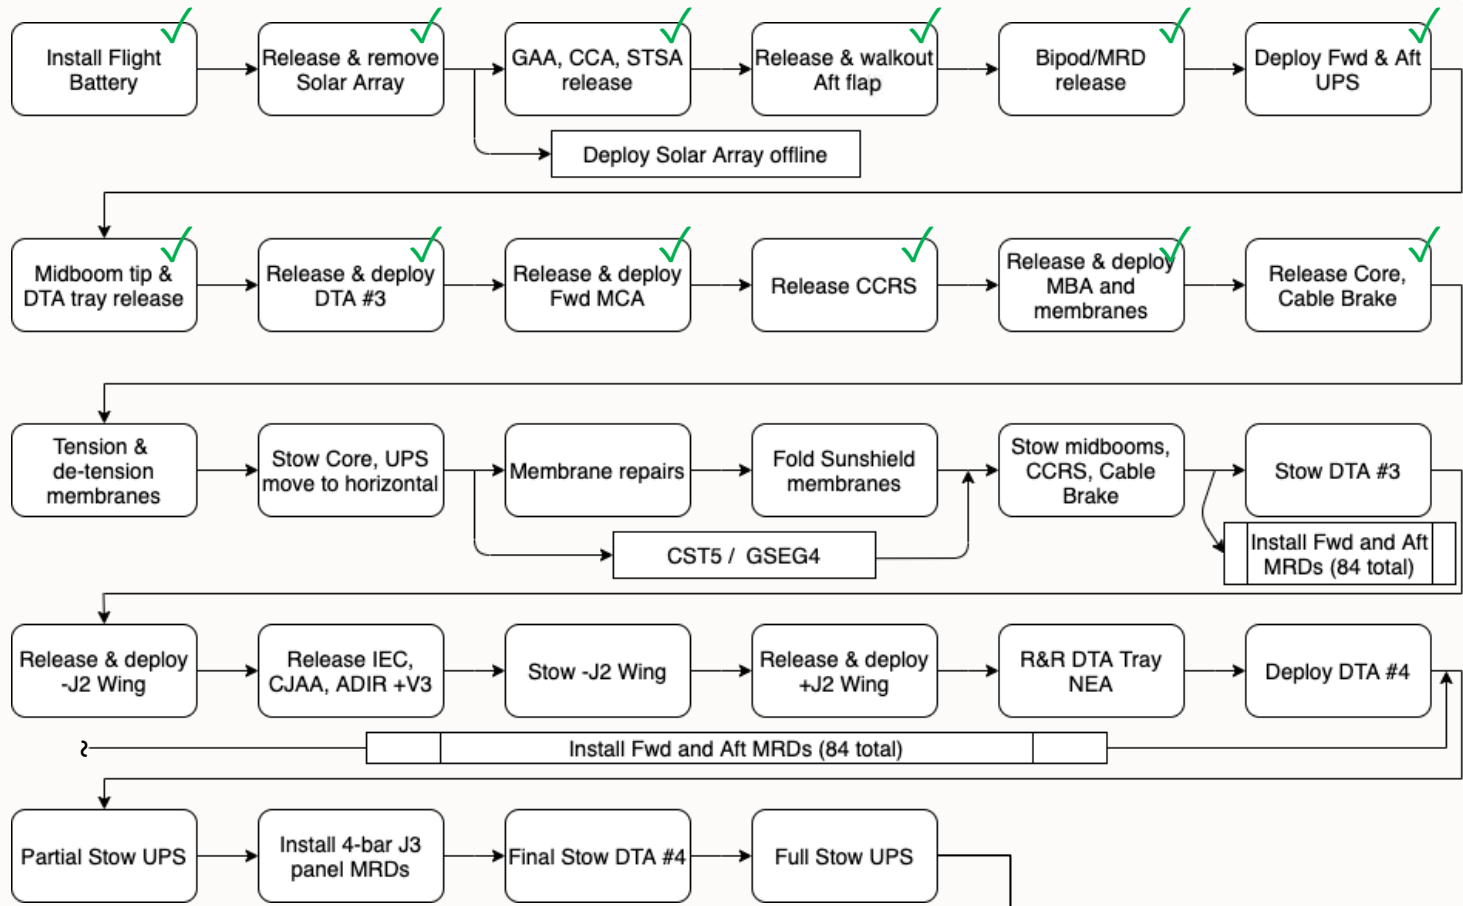 Install Flight
Battery
Release & remove
Solar Array
GAA, CCA, STSA
release
Release & walkout
Aft flap
Bipod/MRD
release
Deploy Fwd & Aft
UPS
Deploy Solar Array offline
Midboom tip &
DTA tray release
Release & deploy
DTA #3
Release & deploy
Fwd MCA
Release CCRS
Release & deploy
MBA and
membranes
Release Core,
Cable Brake
Tension &
de-tension
membranes
Stow Core, UPS
move to horizontal
Membrane repairs
Fold Sunshield
membranes
Stow midbooms,
CCRS, Cable
Brake
Stow DTA #3
CST5 / GSEG4
Install Fwd and Aft
MRDs (84 total)
Release & deploy
-J2 Wing
Release IEC,
CJAA, ADIR +V3
Stow -J2 Wing
Release & deploy
+J2 Wing
R&R DTA Tray
NEA
Deploy DTA #4
Install Fwd and Aft MRDs (84 total)
Partial Stow UPS
Install 4-bar J3
panel MRDs
Final Stow DTA #4
Full Stow UPS